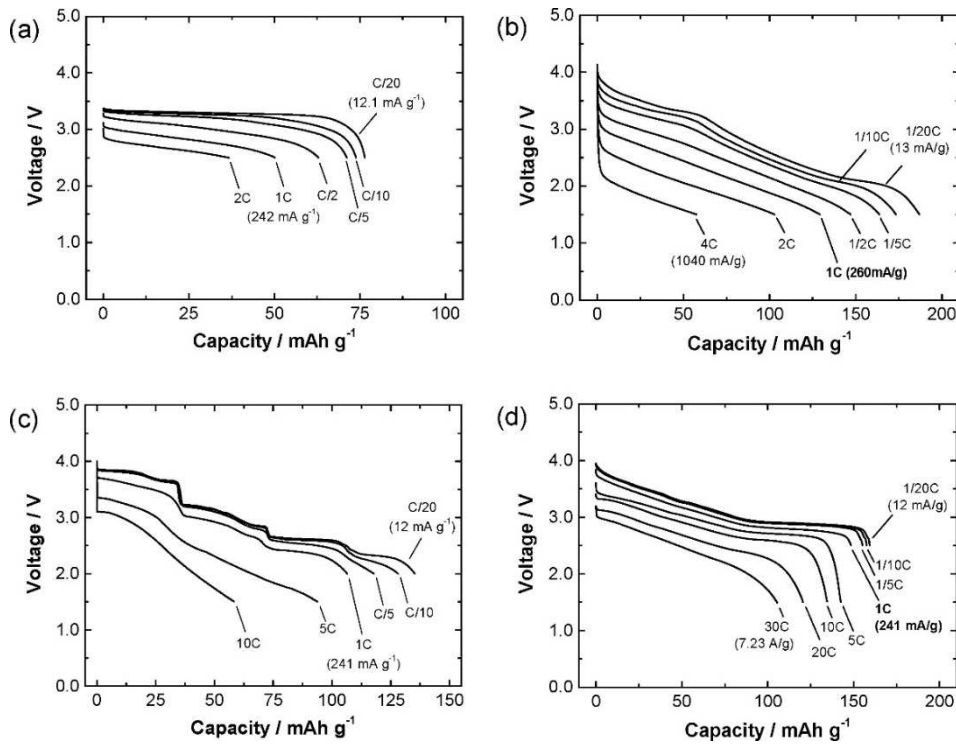 (a)
5.0
4.0
3.0
2.0
1.0
0.0
Voltage / V
C/20
(12.1 mA g⁻¹)
2C
1C
(242 mA g⁻¹)
C/2
C/5
C/10
0
25
50
75
100
Capacity / mAh g⁻¹
(b)
5.0
4.0
3.0
2.0
1.0
0.0
Voltage / V
1/10C
1/20C
(13 mA/g)
4C
(1040 mA/g)
2C
1C (260mA/g)
1/2C
1/5C
0
50
100
150
200
Capacity / mAh g⁻¹
(c)
5.0
4.0
3.0
2.0
1.0
0.0
Voltage / V
C/20
(12 mA g⁻¹)
10C
5C
1C
(241 mA g⁻¹)
C/5
C/10
0
25
50
75
100
125
150
Capacity / mAh g⁻¹
(d)
5.0
4.0
3.0
2.0
1.0
0.0
Voltage / V
1/20C
(12 mA/g)
1/10C
1/5C
1C
(241 mA/g)
30C
(7.23 A/g)
20C
10C
5C
0
50
100
150
200
Capacity / mAh g⁻¹